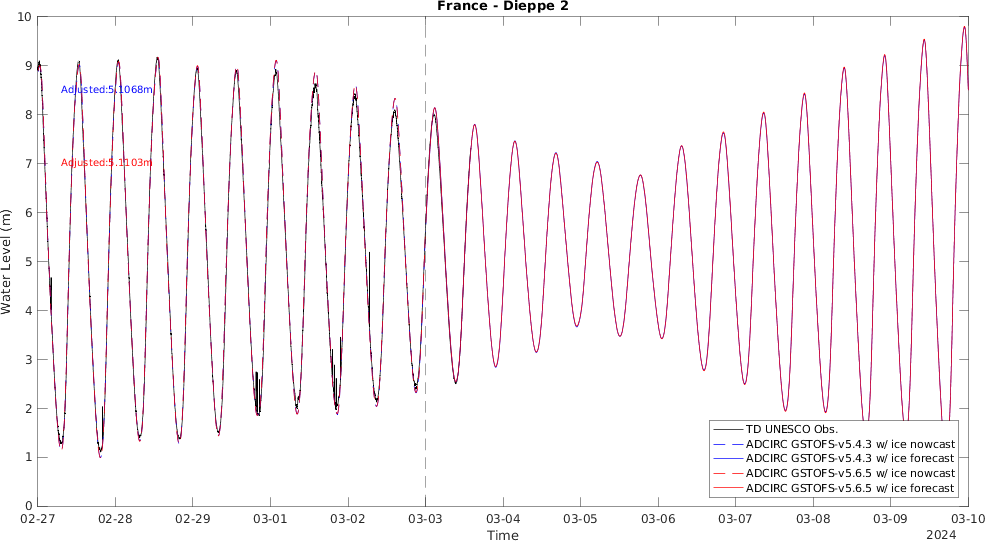 France - Dieppe 2
10
9
8
7
6
5
4
3
2
1
0
Water Level (m)
Adjusted:5.1068m
Adjusted:5.1103m
TD UNESCO Obs.
ADCIRC GSTOFS-v5.4.3 w/ ice nowcast
ADCIRC GSTOFS-v5.4.3 w/ ice forecast
ADCIRC GSTOFS-v5.6.5 w/ ice nowcast
ADCIRC GSTOFS-v5.6.5 w/ ice forecast
02-27 02-28 02-29 03-01 03-02 03-03 03-04 03-05 03-06 03-07 03-08 03-09 03-10
Time 2024